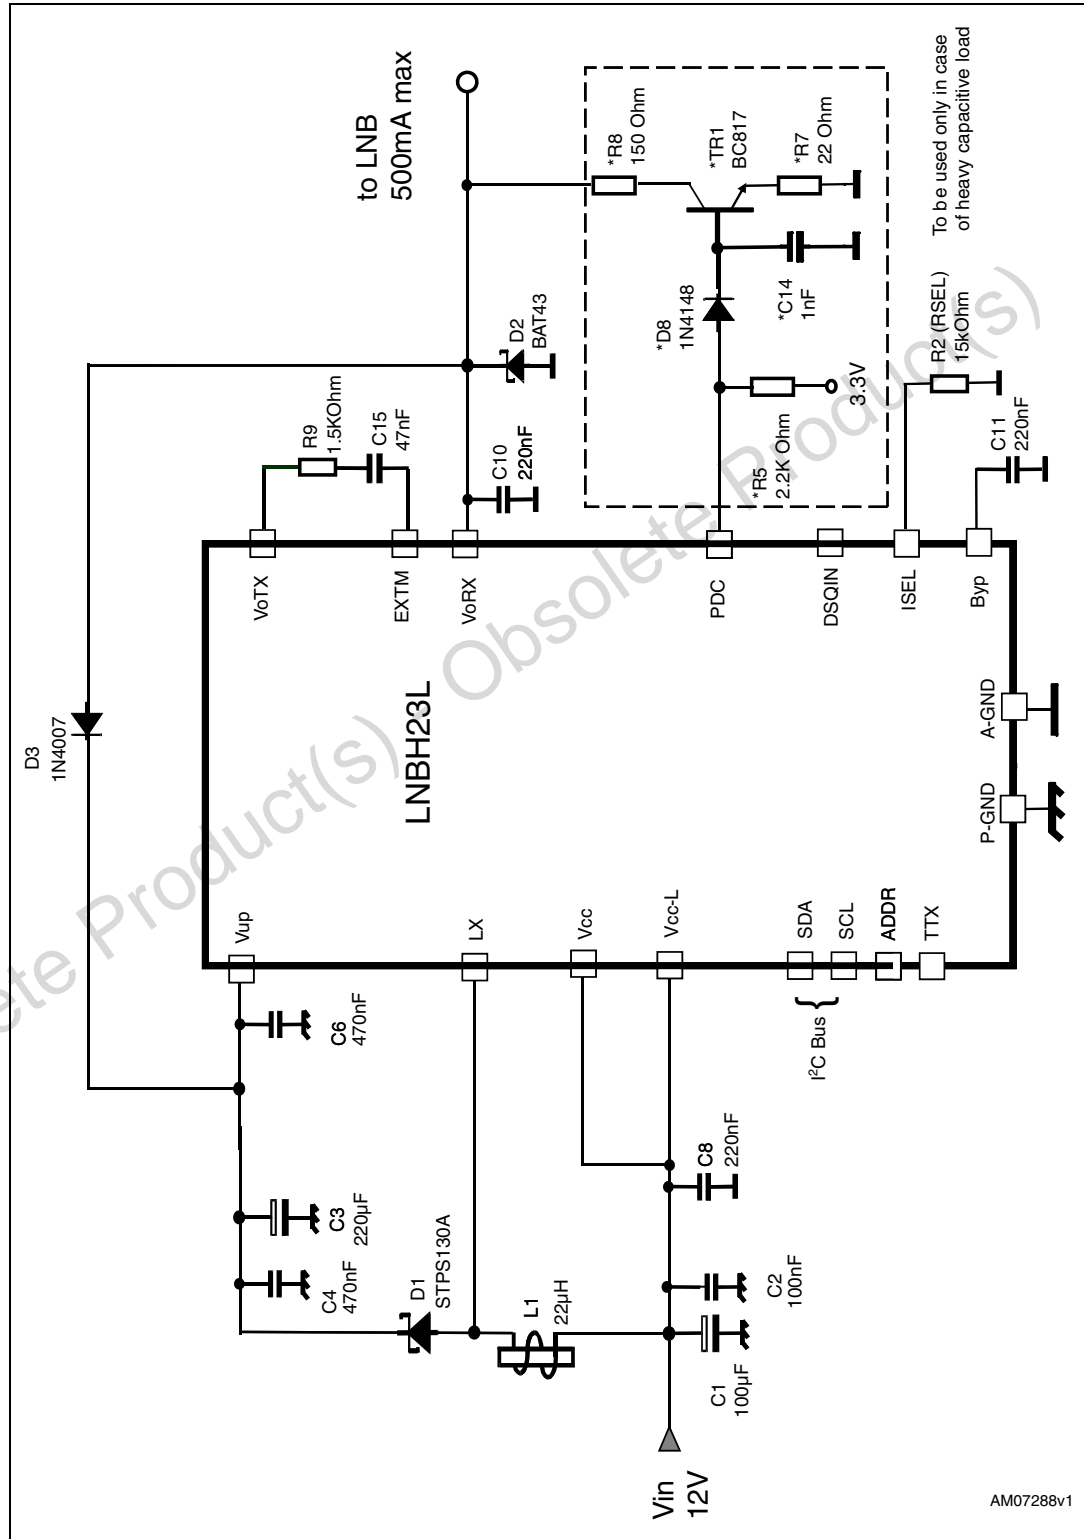 D3
1N4007
to LNB
500mA max
R9
1.5KOhm
C15
47nF
D2
BAT43
C10
220nF
*R8
150 Ohm
*TR1
BC817
*R7
22 Ohm
*D8
1N4148
*C14
1nF
*R5
2.2K Ohm
3.3V
To be used only in case
of heavy capacitive load
R2 (RSEL)
15kOhm
C11
220nF
VoTX
EXTM
VoRX
PDC
DSQIN
ISEL
Byp
LNBH23L
A-GND
P-GND
Vup
LX
Vcc
Vcc-L
SDA
SCL
ADDR
TTX
I²C Bus
C6
470nF
C3
220µF
C4
470nF
D1
STPS130A
L1
22µH
C8
220nF
C2
100nF
C1
100µF
Vin
12V
AM07288v1
ete Product(s) - Obsolete Product(s)